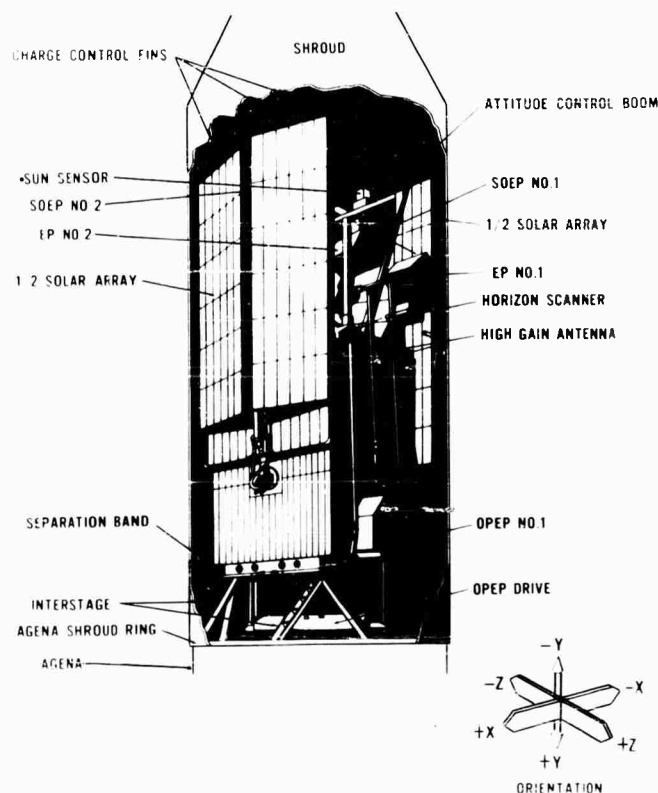 SHROUD
CHARGE CONTROL FINS
ATTITUDE CONTROL BOOM
SUN SENSOR
SOEP NO.1
SOEP NO 2
1/2 SOLAR ARRAY
EP NO.2
1 2 SOLAR ARRAY
EP NO.1
HORIZON SCANNER
HIGH GAIN ANTENNA
SEPARATION BAND
OPEP NO.1
INTERSTAGE
OPEP DRIVE
AGENA SHROUD RING
AGENA
-Y
-Z
-X
+X
+Z
+Y
ORIENTATION